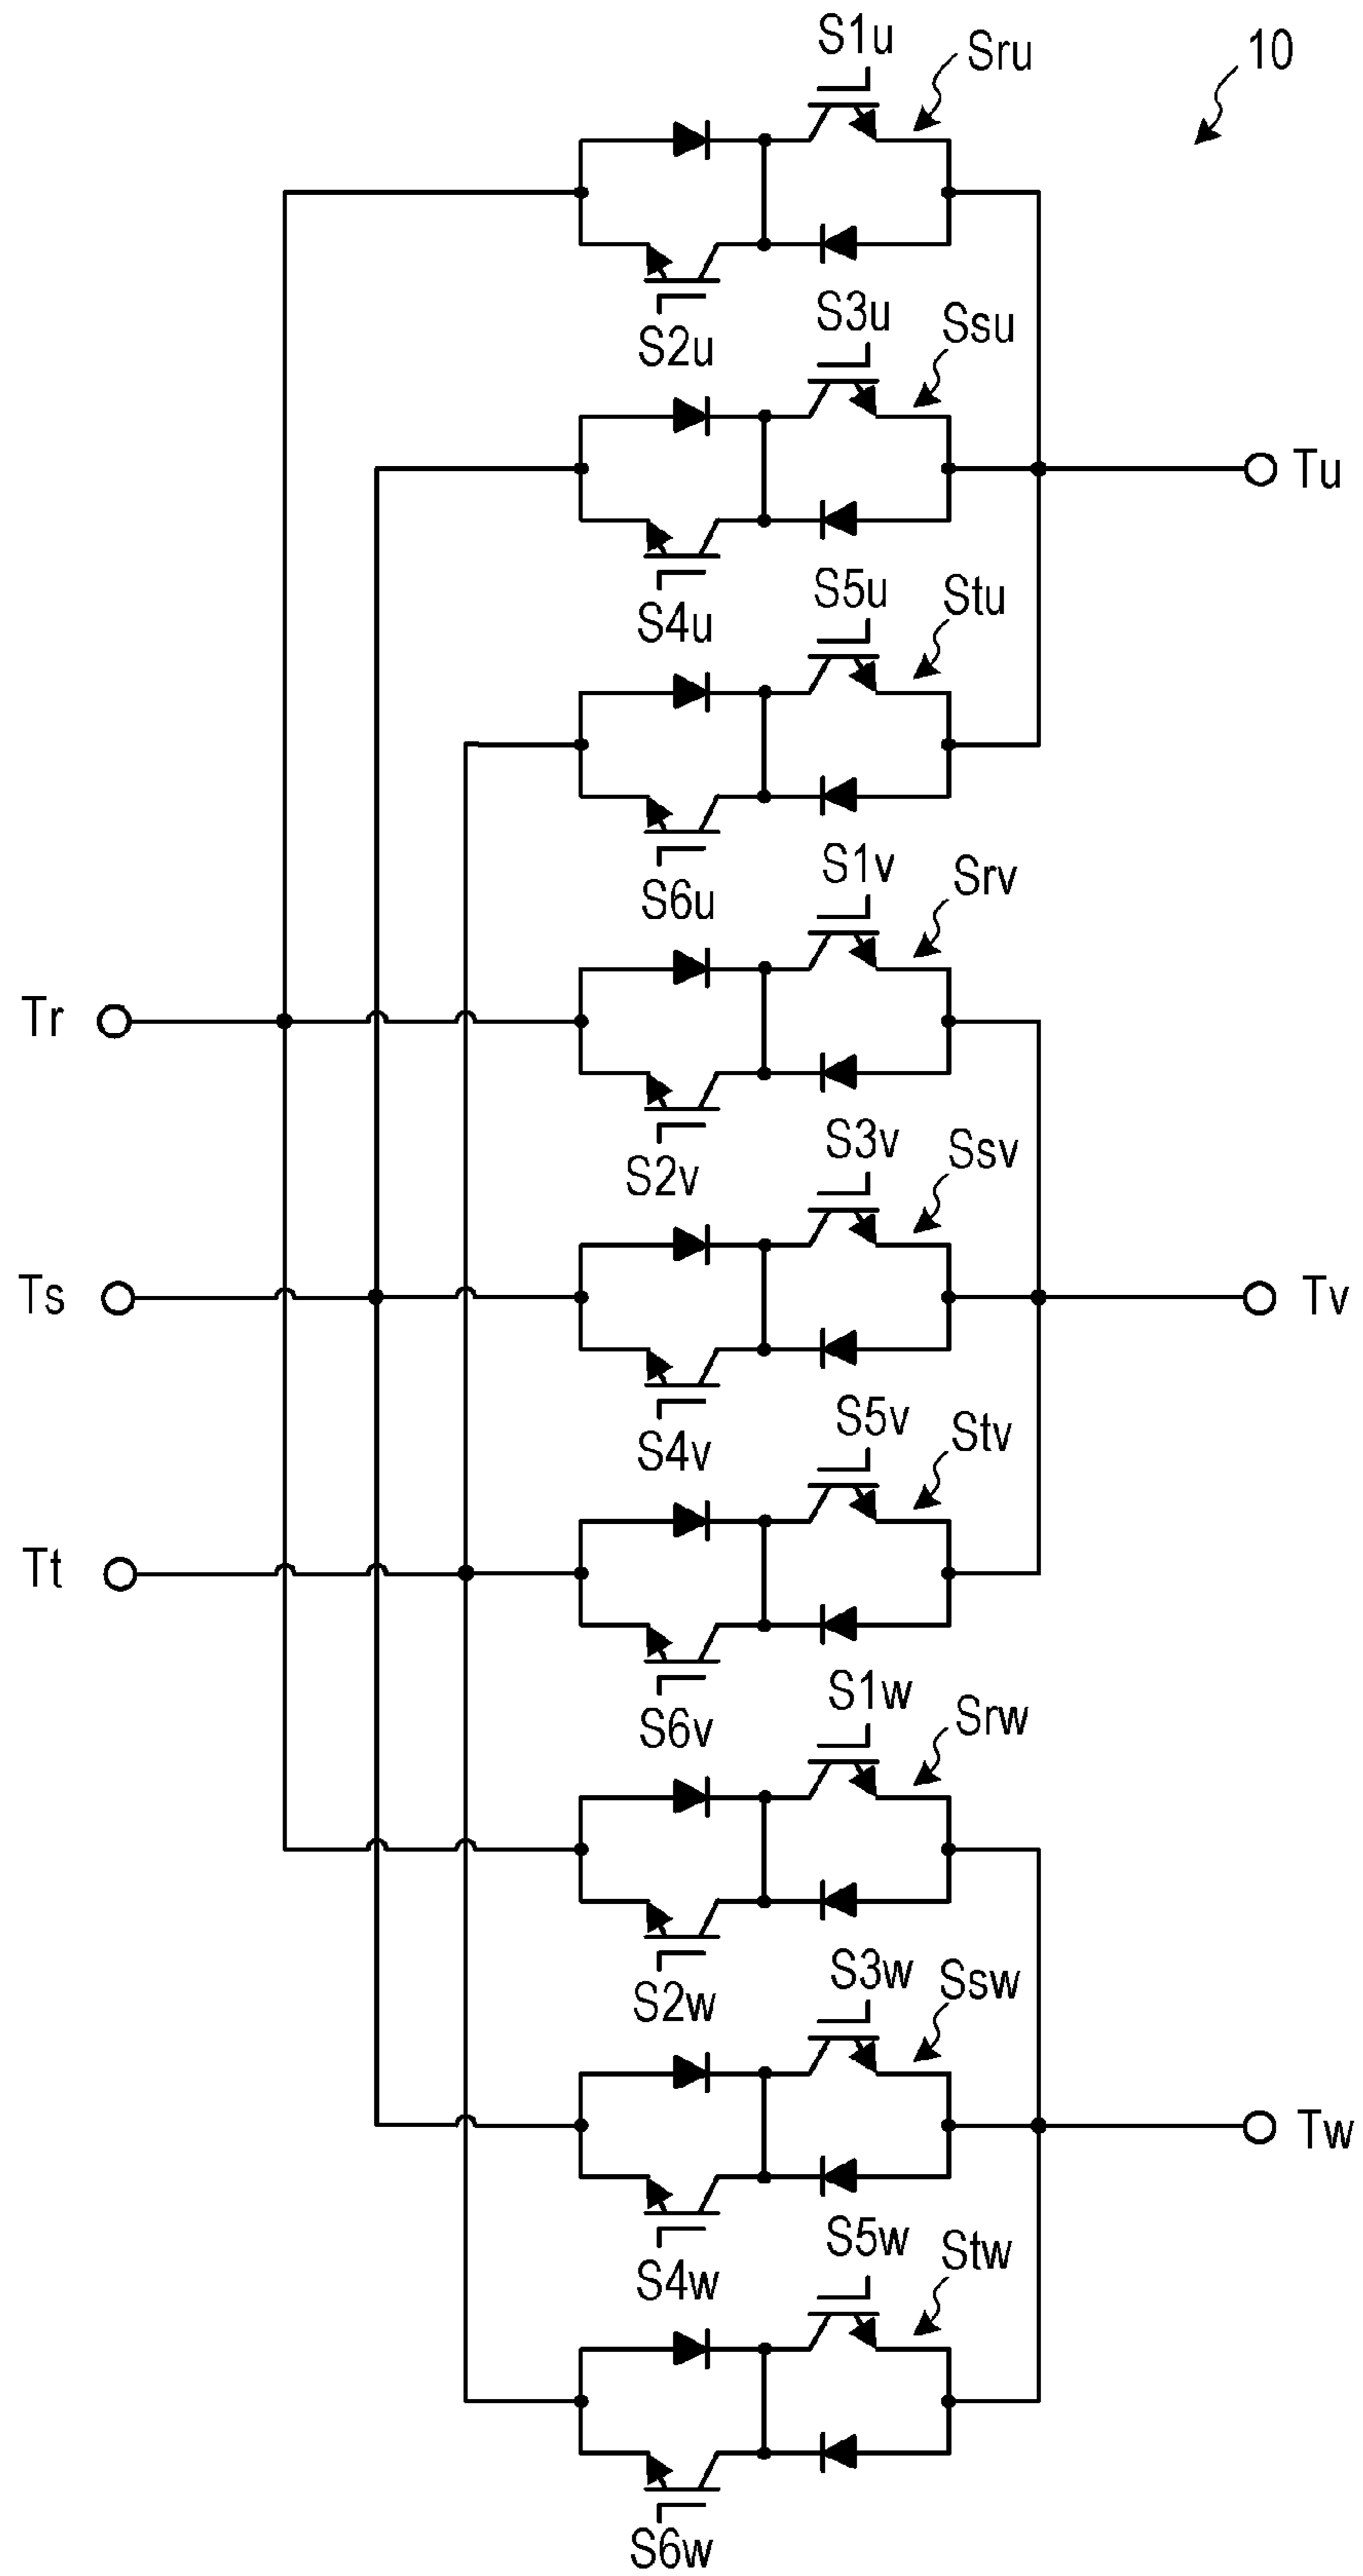 S1u
Sru
10
S2u
S3u
Ssu
Tu
S4u
S5u
Stu
S6u
S1v
Srv
Tr
S2v
S3v
Ssv
Ts
Tv
S4v
S5v
Stv
Tt
S6v
S1w
Srw
S2w
S3w
Ssw
Tw
S4w
S5w
Stw
S6w